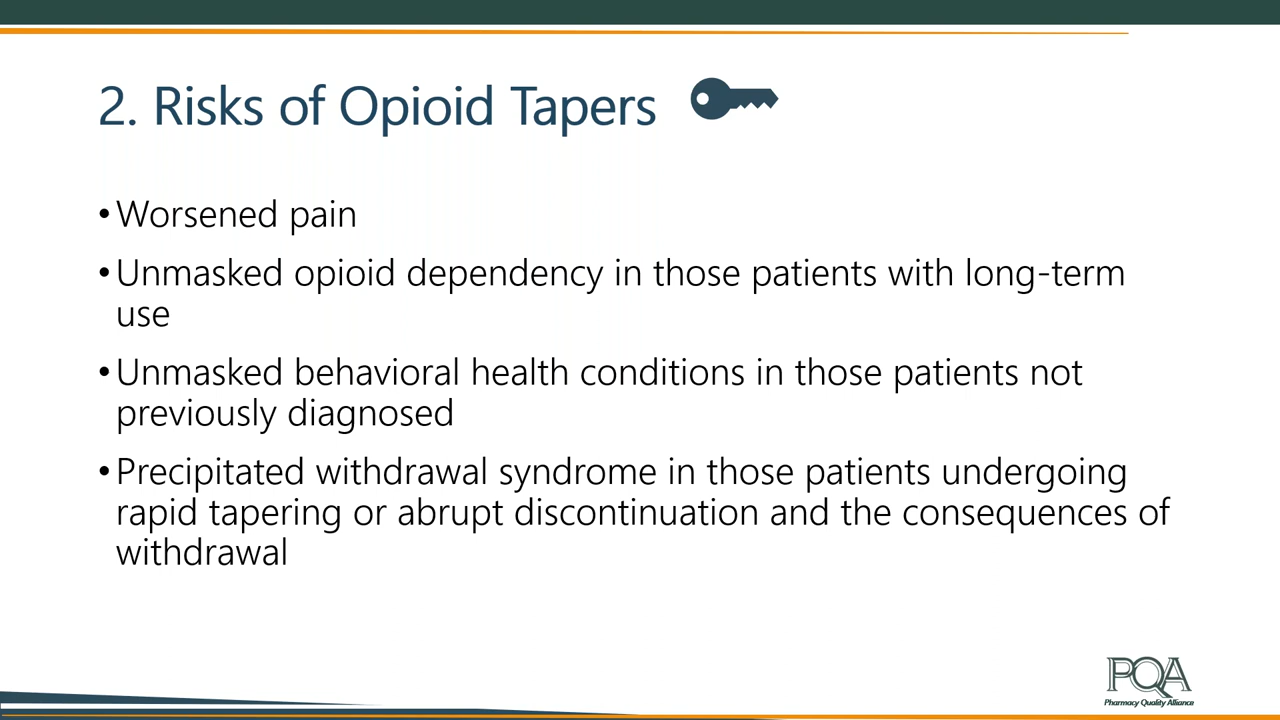 2. Risks of Opioid Tapers
•Worsened pain
•Unmasked opioid dependency in those patients with long-term
use
•Unmasked behavioral health conditions in those patients not
previously diagnosed
•Precipitated withdrawal syndrome in those patients undergoing
rapid tapering or abrupt discontinuation and the consequences of
withdrawal
PQA
Pharmacy Quality Alliance